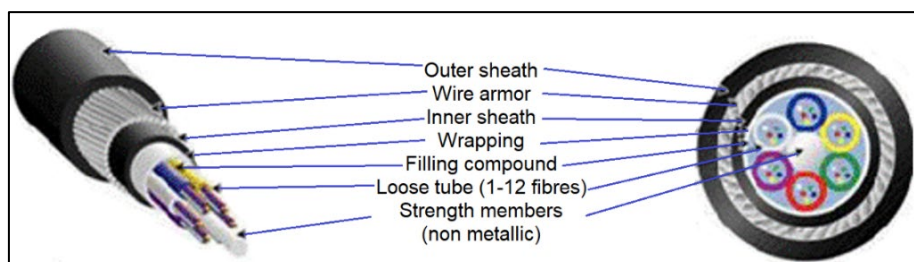 Outer sheath
Wire armor
Inner sheath
Wrapping
Filling compound
Loose tube (1-12 fibres)
Strength members
(non metallic)